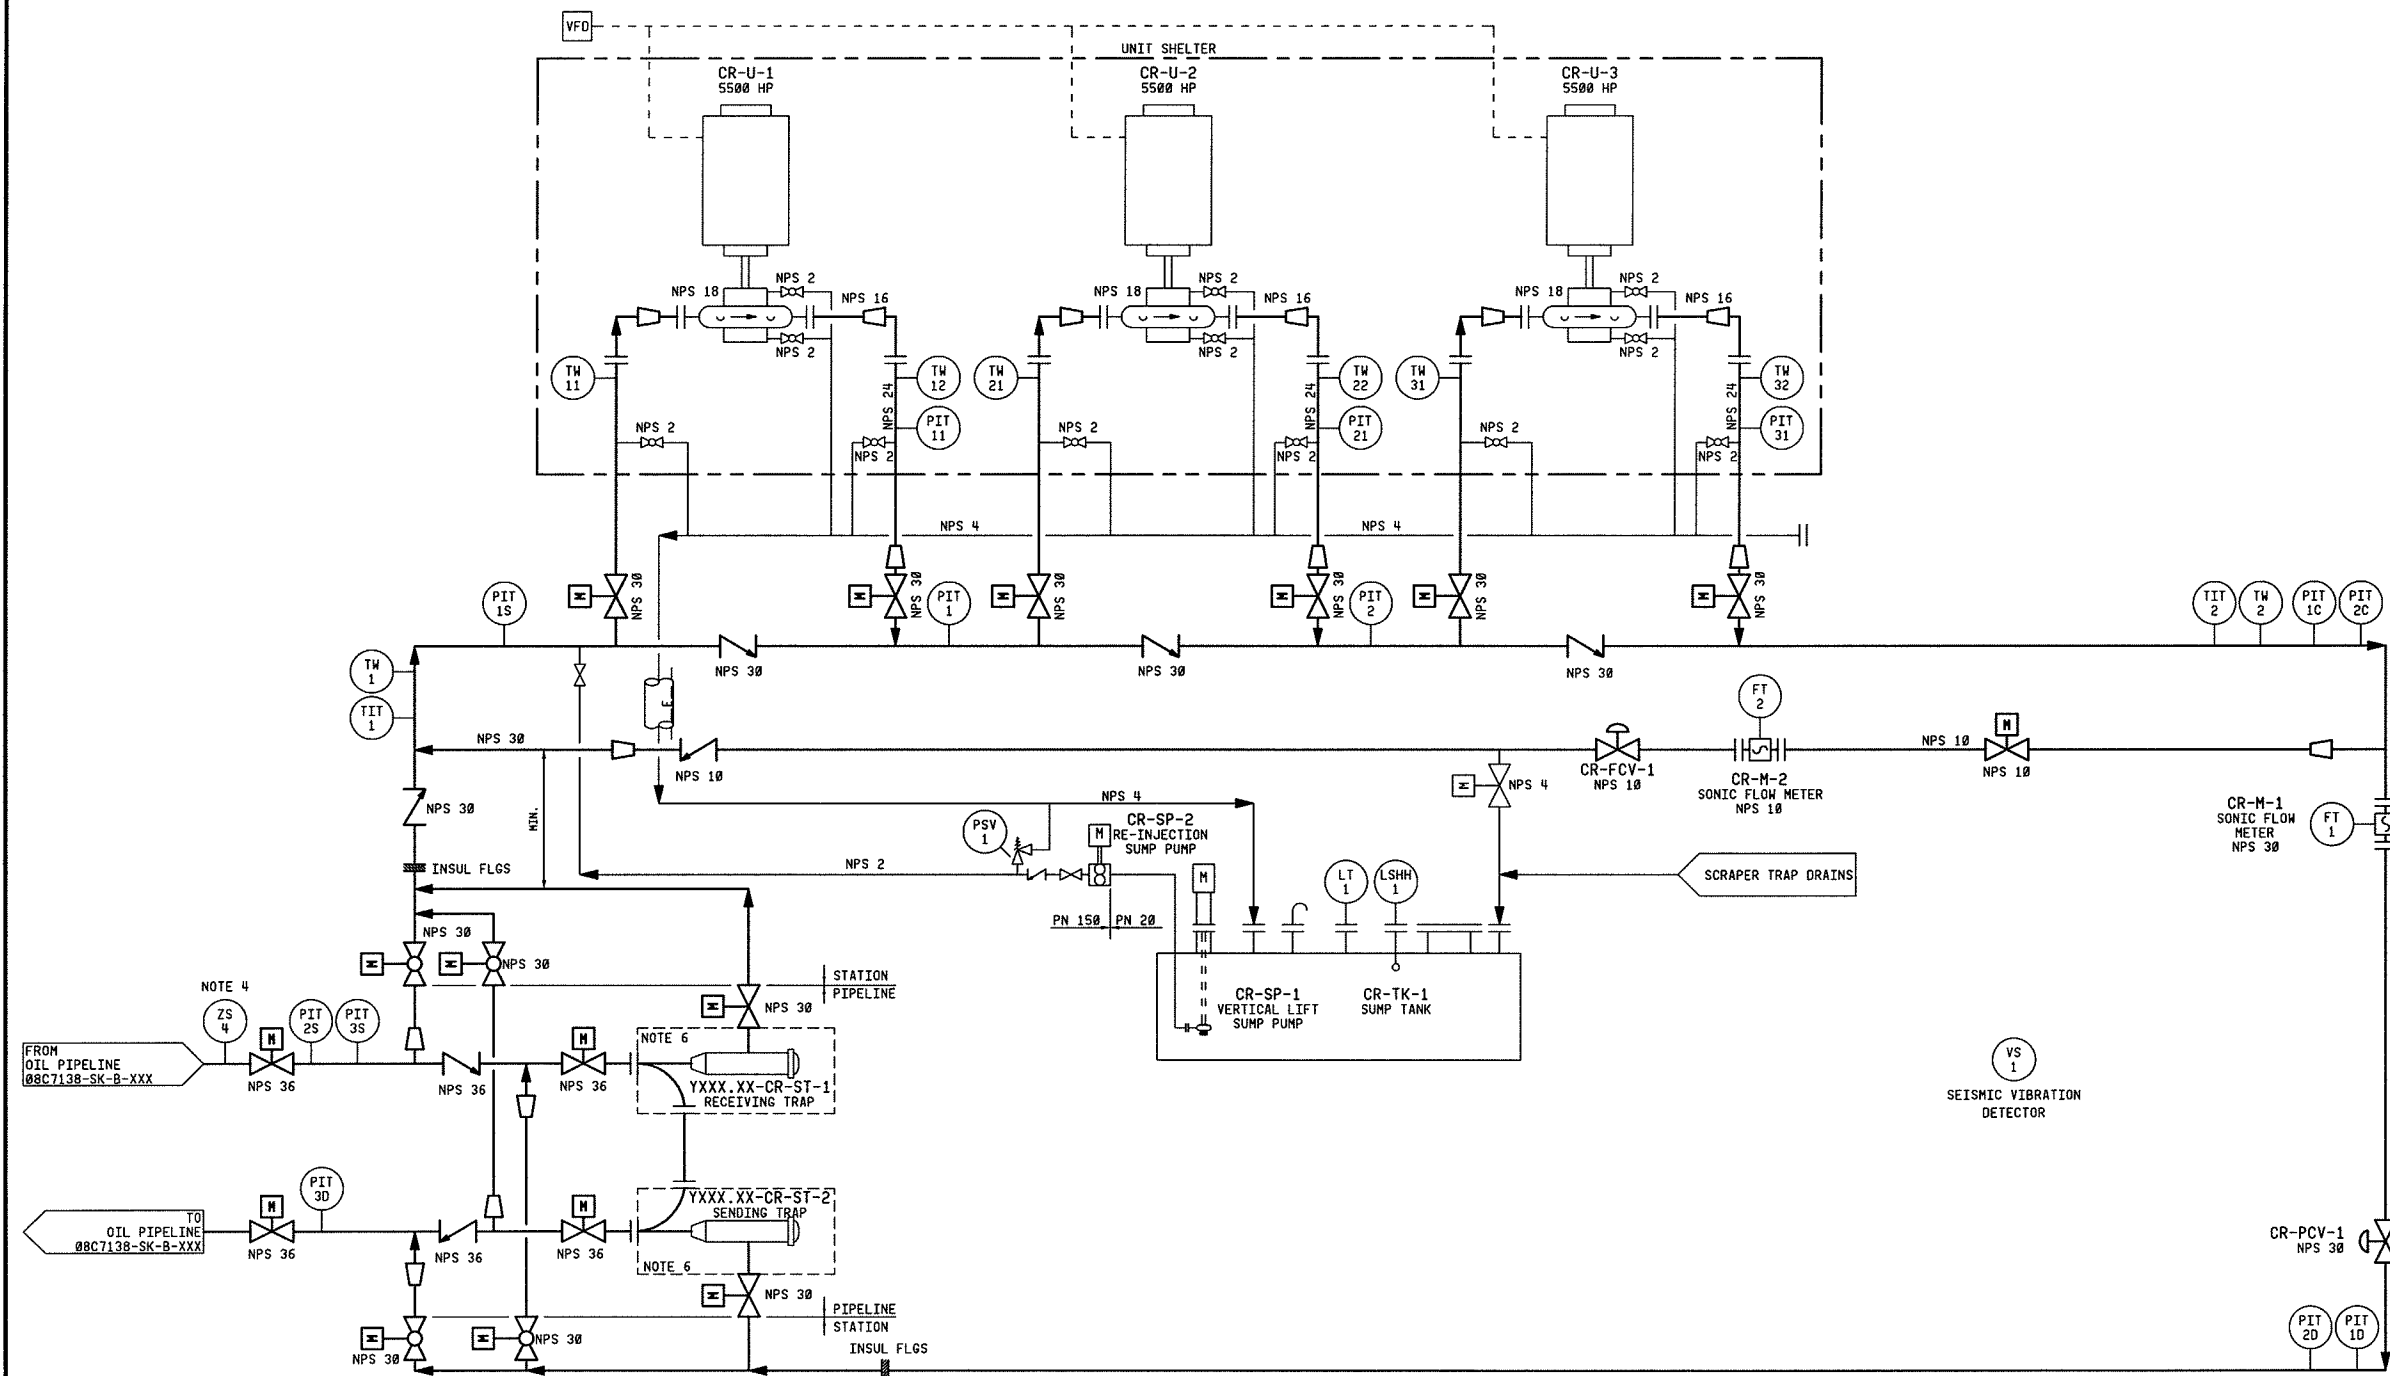 VFD
UNIT SHELTER
CR-U-1
5500 HP
CR-U-2
5500 HP
CR-U-3
5500 HP
NPS 2
NPS 18
NPS 16
NPS 2
NPS 2
NPS 18
NPS 16
NPS 2
NPS 2
NPS 18
NPS 16
NPS 2
TW
11
TW
12
NPS 24
PIT
11
NPS 2
NPS 2
TW
21
TW
22
NPS 24
PIT
21
NPS 2
NPS 2
TW
31
TW
32
NPS 24
PIT
31
NPS 2
NPS 2
NPS 4
NPS 4
PIT
1S
M
NPS 30
M
NPS 30
PIT
1
M
NPS 30
M
NPS 30
PIT
2
M
NPS 30
M
NPS 30
TIT
2
TW
2
PIT
1C
PIT
2C
NPS 30
NPS 30
NPS 30
TW
1
TIT
1
E
NPS 30
NPS 10
FT
2
M
NPS 10
NPS 10
CR-FCV-1
NPS 10
CR-M-2
SONIC FLOW METER
NPS 10
M
NPS 4
CR-M-1
SONIC FLOW
METER
NPS 30
FT
1
NPS 30
MIN.
NPS 4
PSV
1
CR-SP-2
M
RE-INJECTION
SUMP PUMP
INSUL FLGS
NPS 2
M
LT
1
LSHH
1
SCRAPER TRAP DRAINS
PN 150
PN 20
NPS 30
M
M
NPS 30
STATION
PIPELINE
CR-SP-1
VERTICAL LIFT
SUMP PUMP
CR-TK-1
SUMP TANK
NOTE 4
ZS
4
PIT
2S
PIT
3S
M
NPS 30
M
M
NOTE 6
FROM
OIL PIPELINE
08C7138-SK-B-XXX
NPS 36
NPS 36
NPS 36
YXXX.XX-CR-ST-1
RECEIVING TRAP
VS
1
SEISMIC VIBRATION
DETECTOR
PIT
3D
M
M
YXXX.XX-CR-ST-2
SENDING TRAP
TO
OIL PIPELINE
08C7138-SK-B-XXX
NPS 36
NPS 36
NPS 36
NOTE 6
CR-PCV-1
NPS 30
M
NPS 30
PIPELINE
STATION
M
NPS 30
M
NPS 30
INSUL FLGS
PIT
2D
PIT
1D